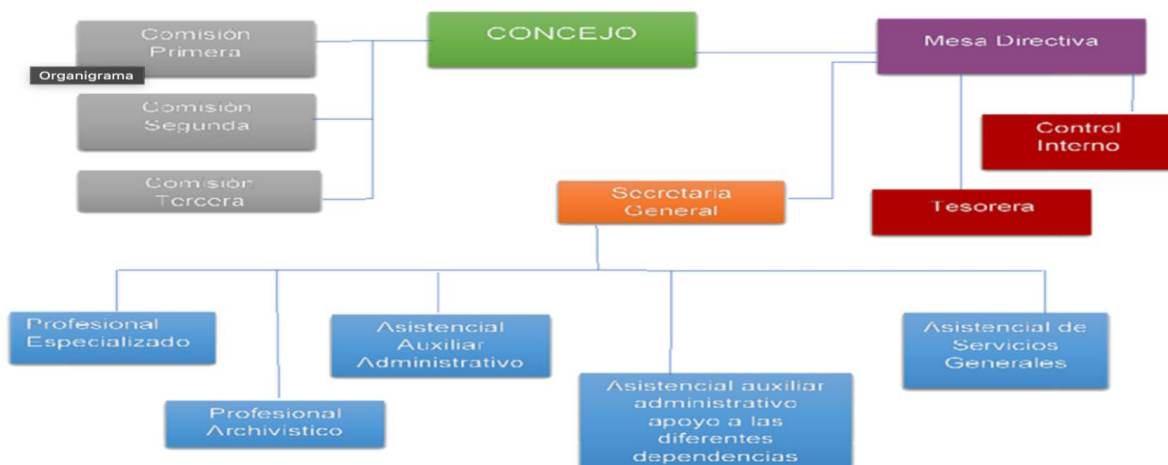 Comisión
Primera
Organigrama
Comisión
Segunda
Comisión
Tercera
CONCEJO
Mesa Directiva
Control
Interno
Tesorera
Secretaria
General
Profesional
Especializado
Profesional
Archivístico
Asistencial
Auxiliar
Administrativo
Asistencial auxiliar
administrativo
apoyo a las
diferentes
dependencias
Asistencial de
Servicios
Generales